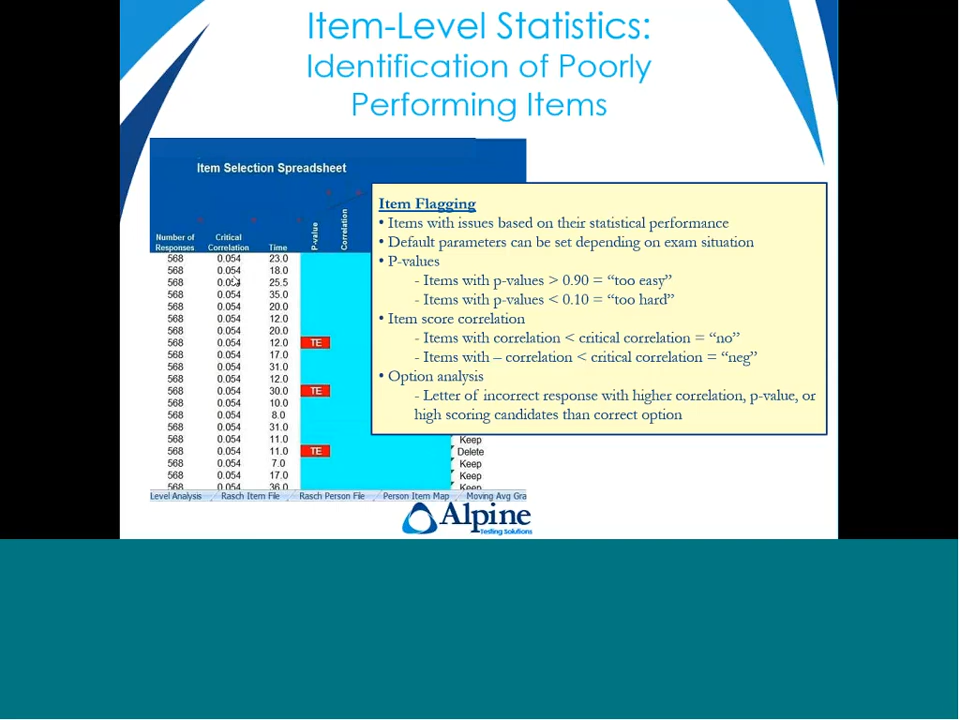 Item-Level Statistics:
Identification of Poorly
Performing Items
Item Selection Spreadsheet
Number of Responses Critical Correlation Time P-value Correlation
568 0.054 23.0
568 0.054 18.0
568 0.054 25.5
568 0.054 35.0
568 0.054 20.0
568 0.054 12.0
568 0.054 20.0
568 0.054 12.0 TE
568 0.054 17.0
568 0.054 31.0
568 0.054 12.0
568 0.054 30.0 TE
568 0.054 10.0
568 0.054 8.0
568 0.054 31.0
568 0.054 11.0 Keep
568 0.054 11.0 TE Delete
568 0.054 7.0 Keep
568 0.054 17.0 Keep
568 0.054 36.0 Keep
Level Analysis Rasch Item File Rasch Person File Person Item Map Moving Avg Gra
Item Flagging
• Items with issues based on their statistical performance
• Default parameters can be set depending on exam situation
• P-values
- Items with p-values > 0.90 = “too easy”
- Items with p-values < 0.10 = “too hard”
• Item score correlation
- Items with correlation < critical correlation = “no”
- Items with – correlation < critical correlation = “neg”
• Option analysis
- Letter of incorrect response with higher correlation, p-value, or
high scoring candidates than correct option
Alpine
Testing Solutions